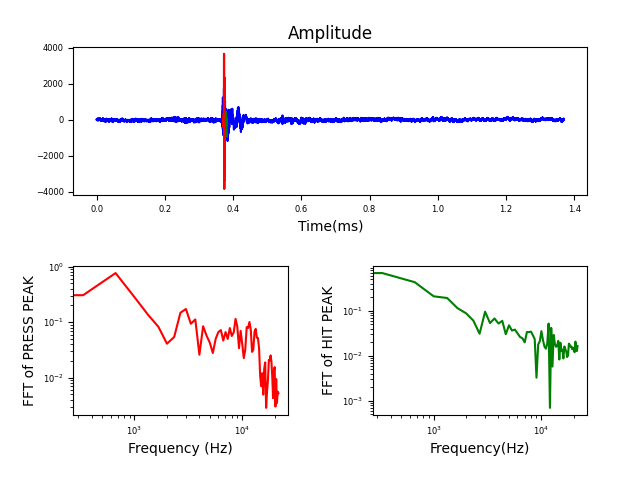 Amplitude
4000
2000
0
−2000
−4000
0.0 0.2 0.4 0.6 0.8 1.0 1.2 1.4
Time(ms)
FFT of PRESS PEAK
10⁰
10⁻¹
10⁻²
10³ 10⁴
Frequency (Hz)
FFT of HIT PEAK
10⁻¹
10⁻²
10⁻³
10³ 10⁴
Frequency(Hz)